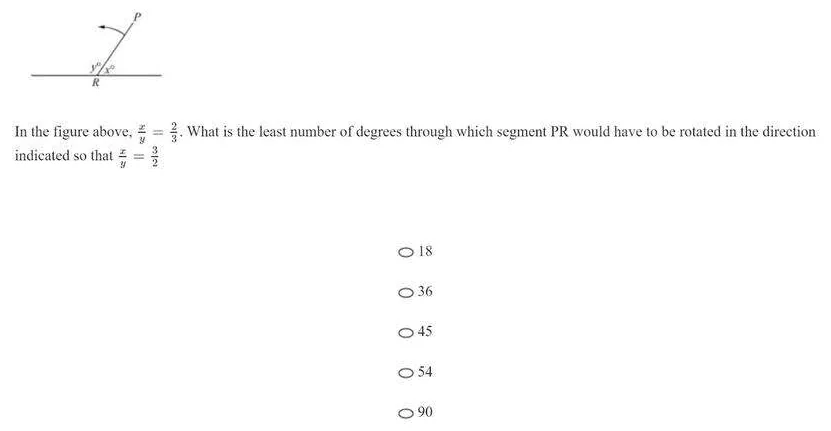 P
y° x°
R
In the figure above, x/y = 2/3. What is the least number of degrees through which segment PR would have to be rotated in the direction
indicated so that x/y = 3/2
18
36
45
54
90